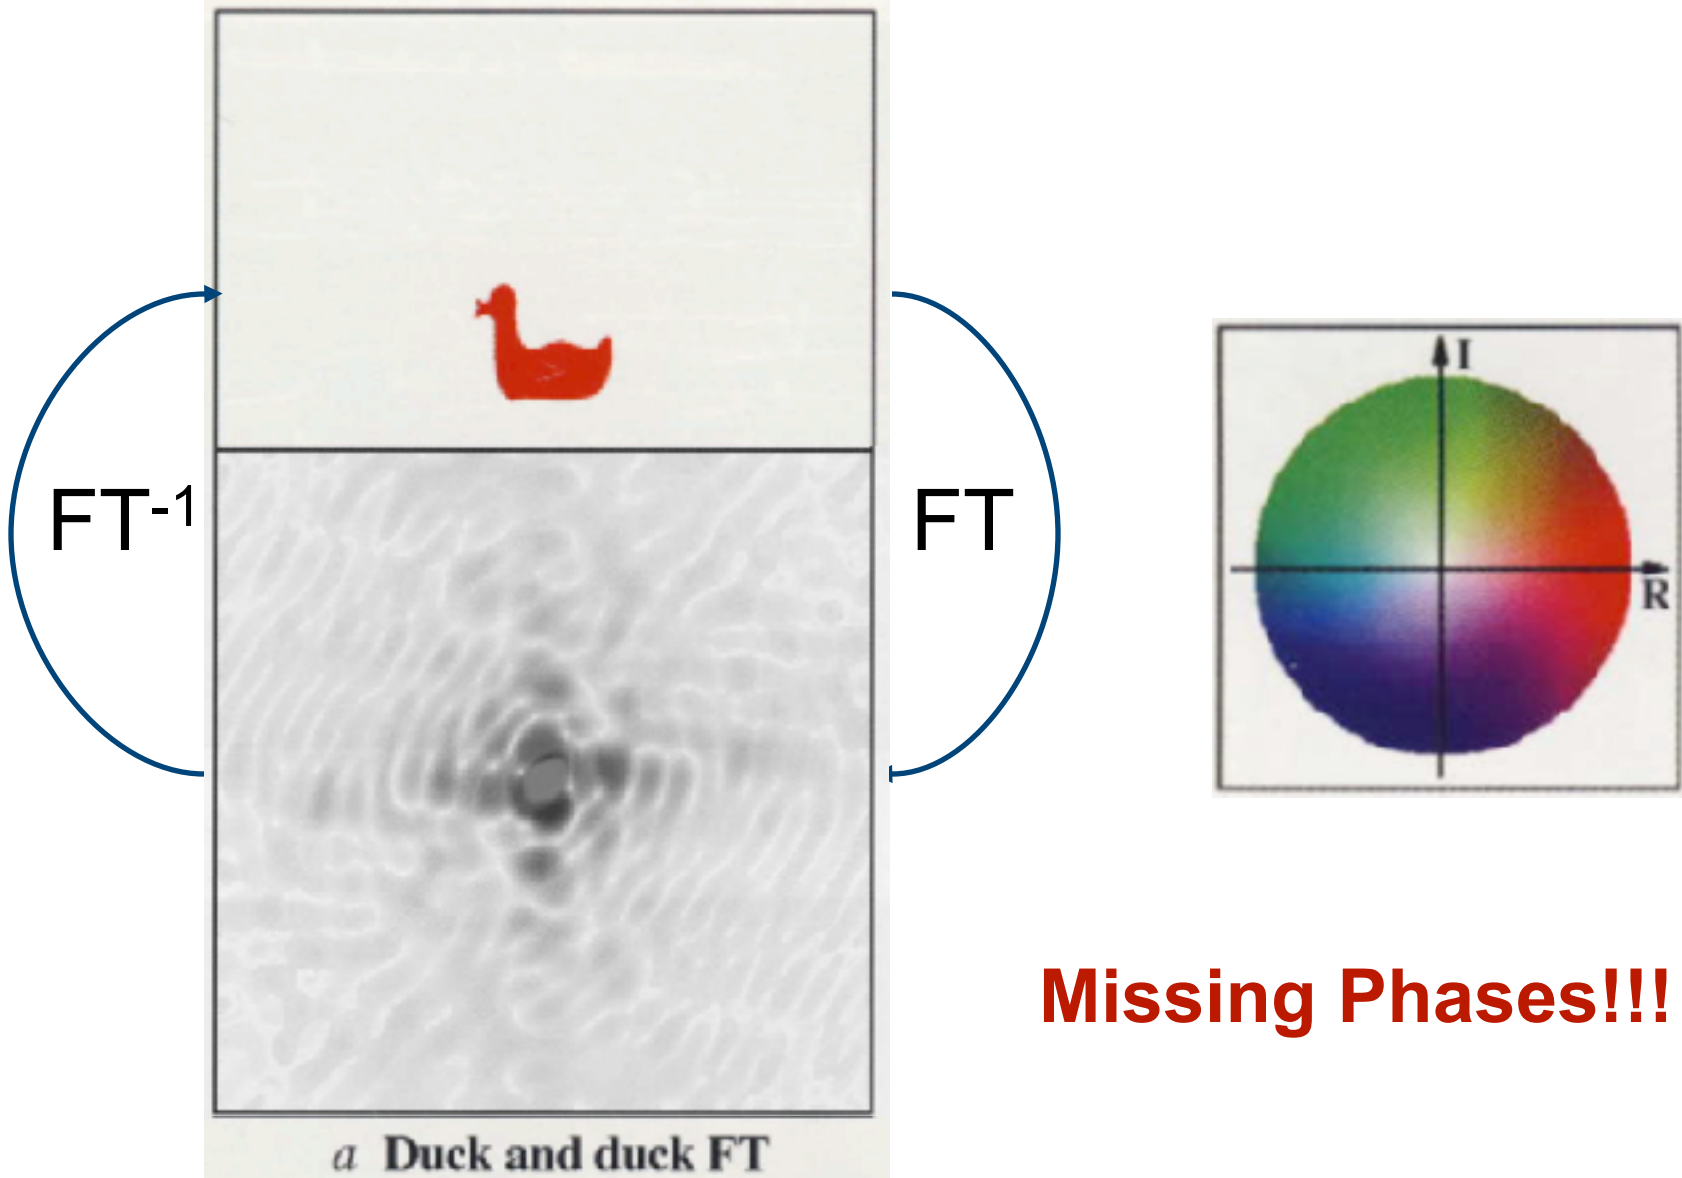 FT-1
FT
I
R
Missing Phases!!!
a Duck and duck FT